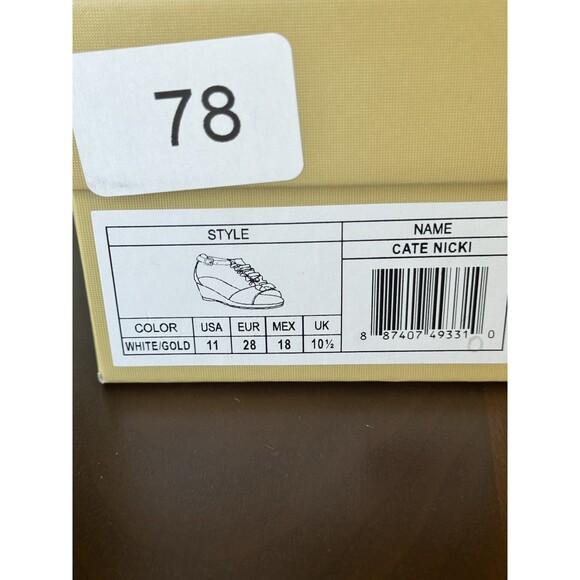 78
STYLE
NAME
CATE NICKI
COLOR USA EUR MEX UK
WHITE/GOLD 11 28 18 10½
8 87407 49331 0